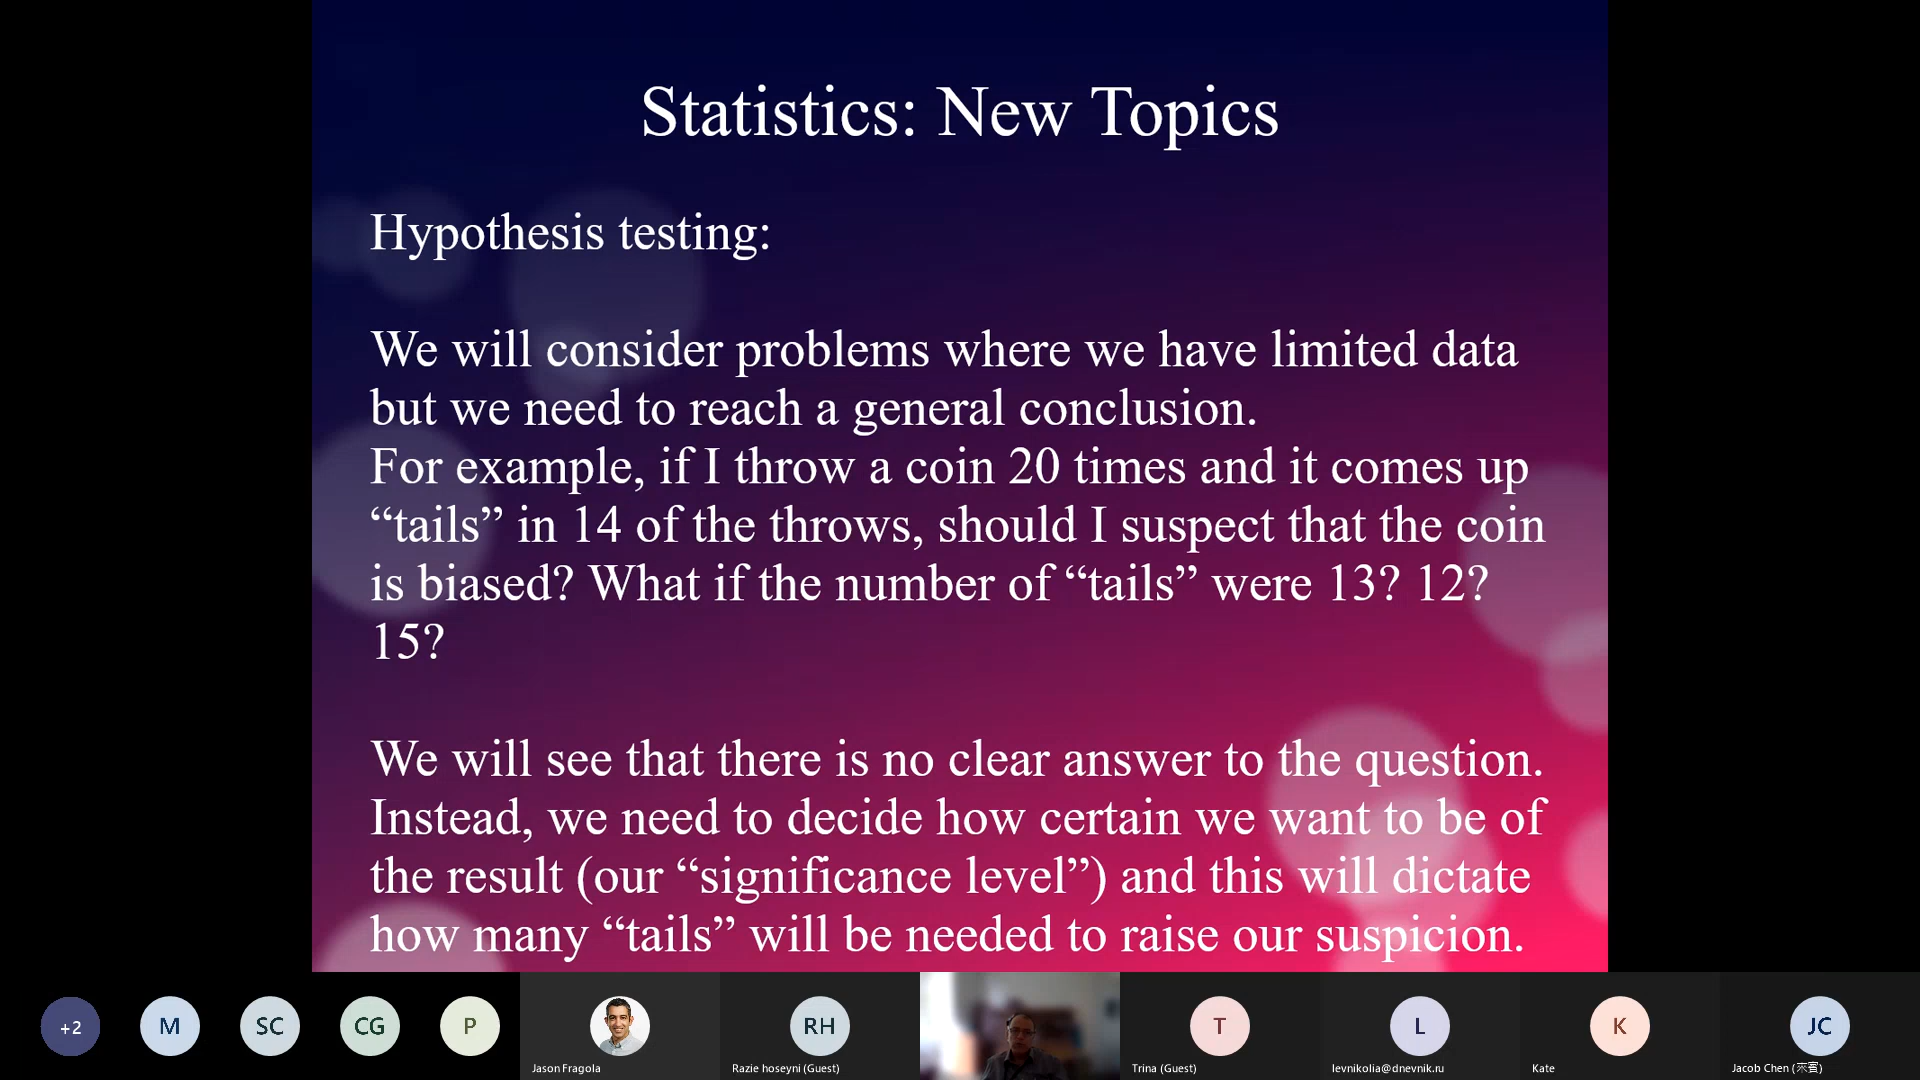 Statistics: New Topics
Hypothesis testing:
We will consider problems where we have limited data
but we need to reach a general conclusion.
For example, if I throw a coin 20 times and it comes up
“tails” in 14 of the throws, should I suspect that the coin
is biased? What if the number of “tails” were 13? 12?
15?
We will see that there is no clear answer to the question.
Instead, we need to decide how certain we want to be of
the result (our “significance level”) and this will dictate
how many “tails” will be needed to raise our suspicion.
+2
M
SC
CG
P
Jason Fragola
RH
Razie hoseyni (Guest)
T
Trina (Guest)
L
levnikolia@dnevnik.ru
K
Kate
JC
Jacob Chen (来賓)